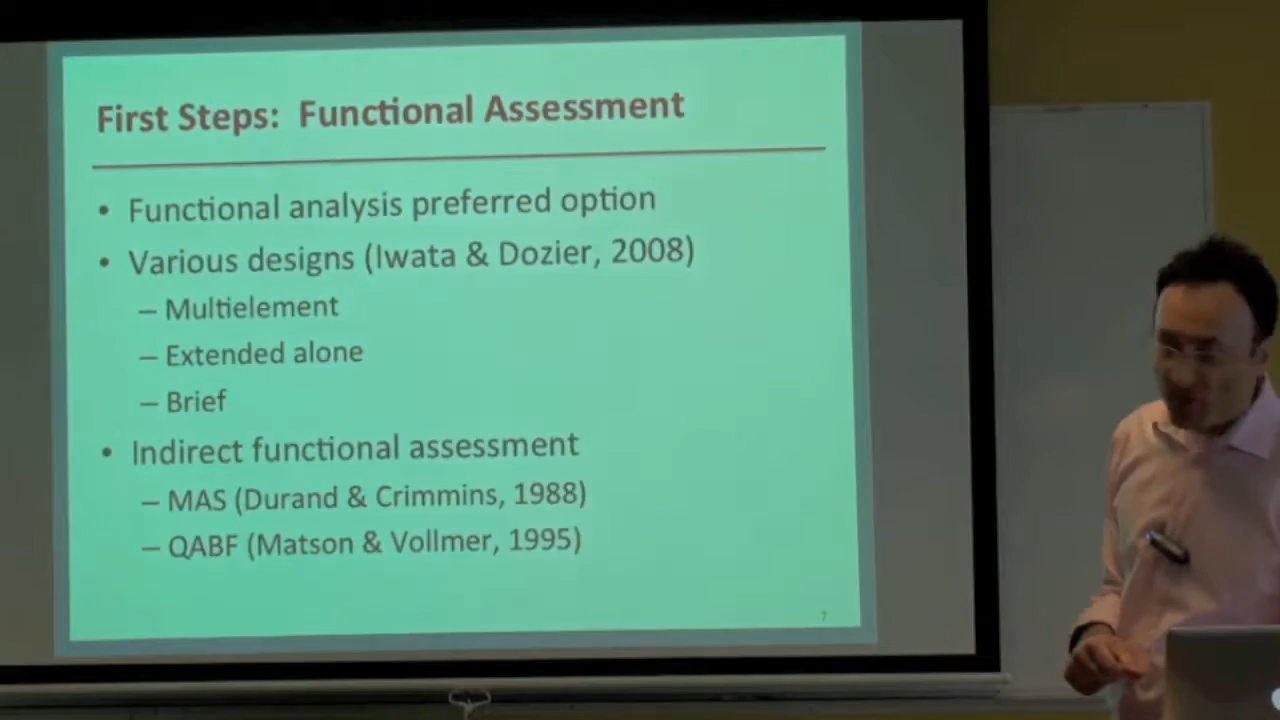 First Steps: Functional Assessment
• Functional analysis preferred option
• Various designs (Iwata & Dozier, 2008)
– Multielement
– Extended alone
– Brief
• Indirect functional assessment
– MAS (Durand & Crimmins, 1988)
– QABF (Matson & Vollmer, 1995)
7